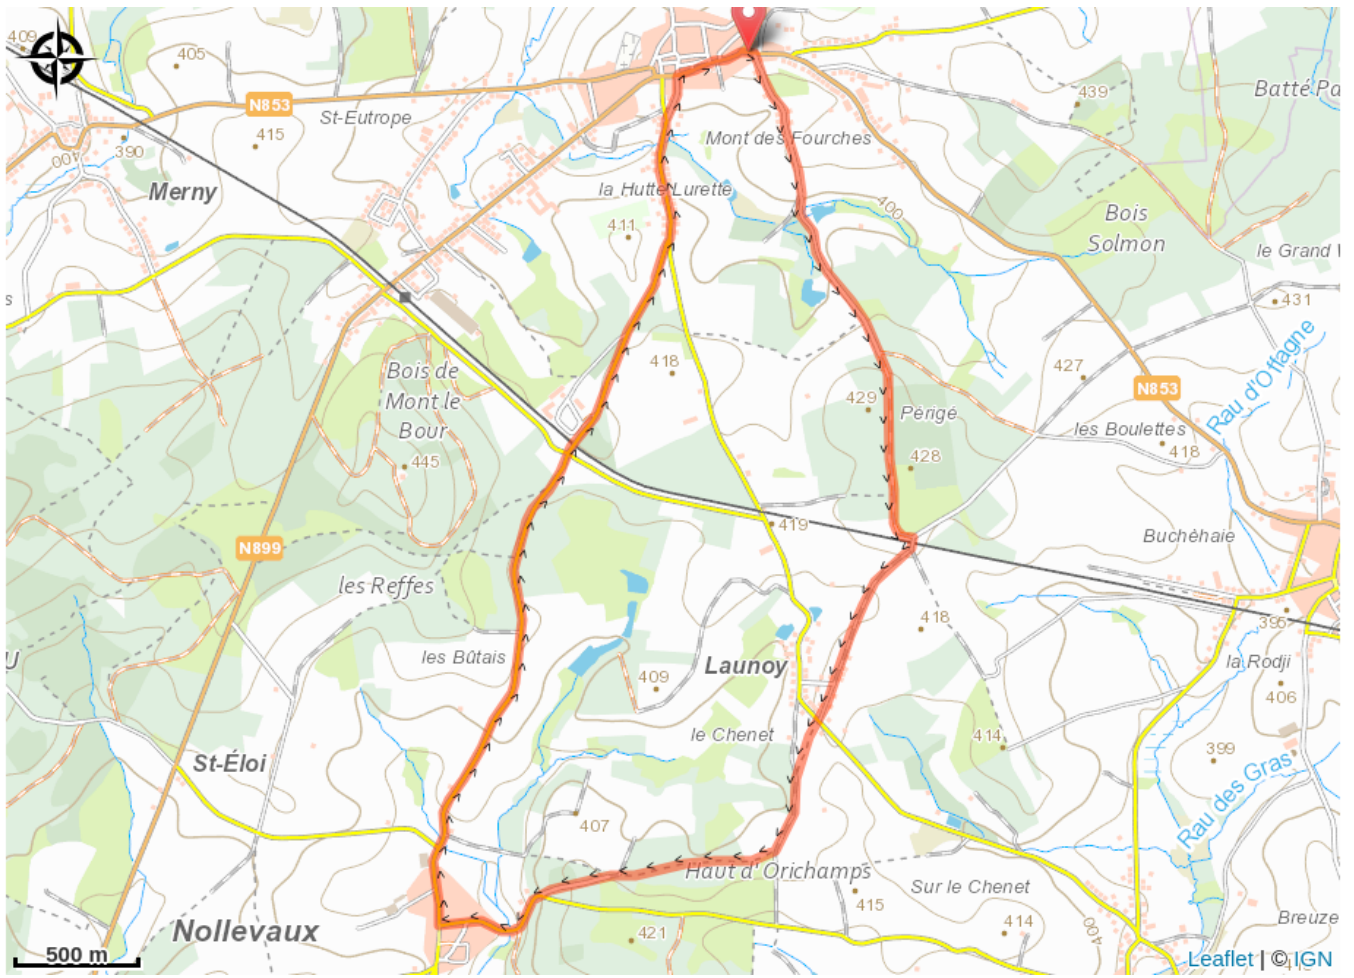 409
405
N853
St-Eutrope
415
390
400
Merny
439
Batté Pa
Mont des Fourches
la Hutte Lurette
400
411
Bois
Solmon
le Grand V
s
431
418
Bois de
Mont le
Bour
445
427
Rau d'Offagne
N853
429
Périgé
les Boulettes
418
428
419
N899
Buchêhaie
les Reffes
418
395
U
les Bûtais
Launoy
409
la Rodji
406
le Chenet
414
399
St-Éloi
Rau des Gras
407
Haut d'Orichamps
Sur le Chenet
415
414
400
421
Breuze
Nollevaux
500 m
Leaflet | © IGN